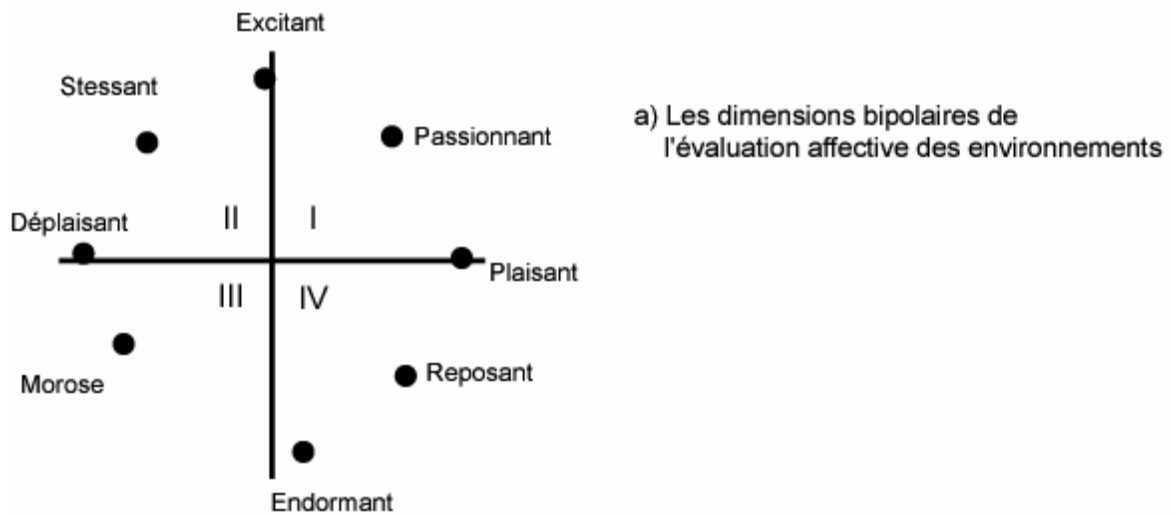 Excitant
Stessant
Passionnant
a) Les dimensions bipolaires de
l'évaluation affective des environnements
Déplaisant
II
I
Plaisant
III
IV
Morose
Reposant
Endormant